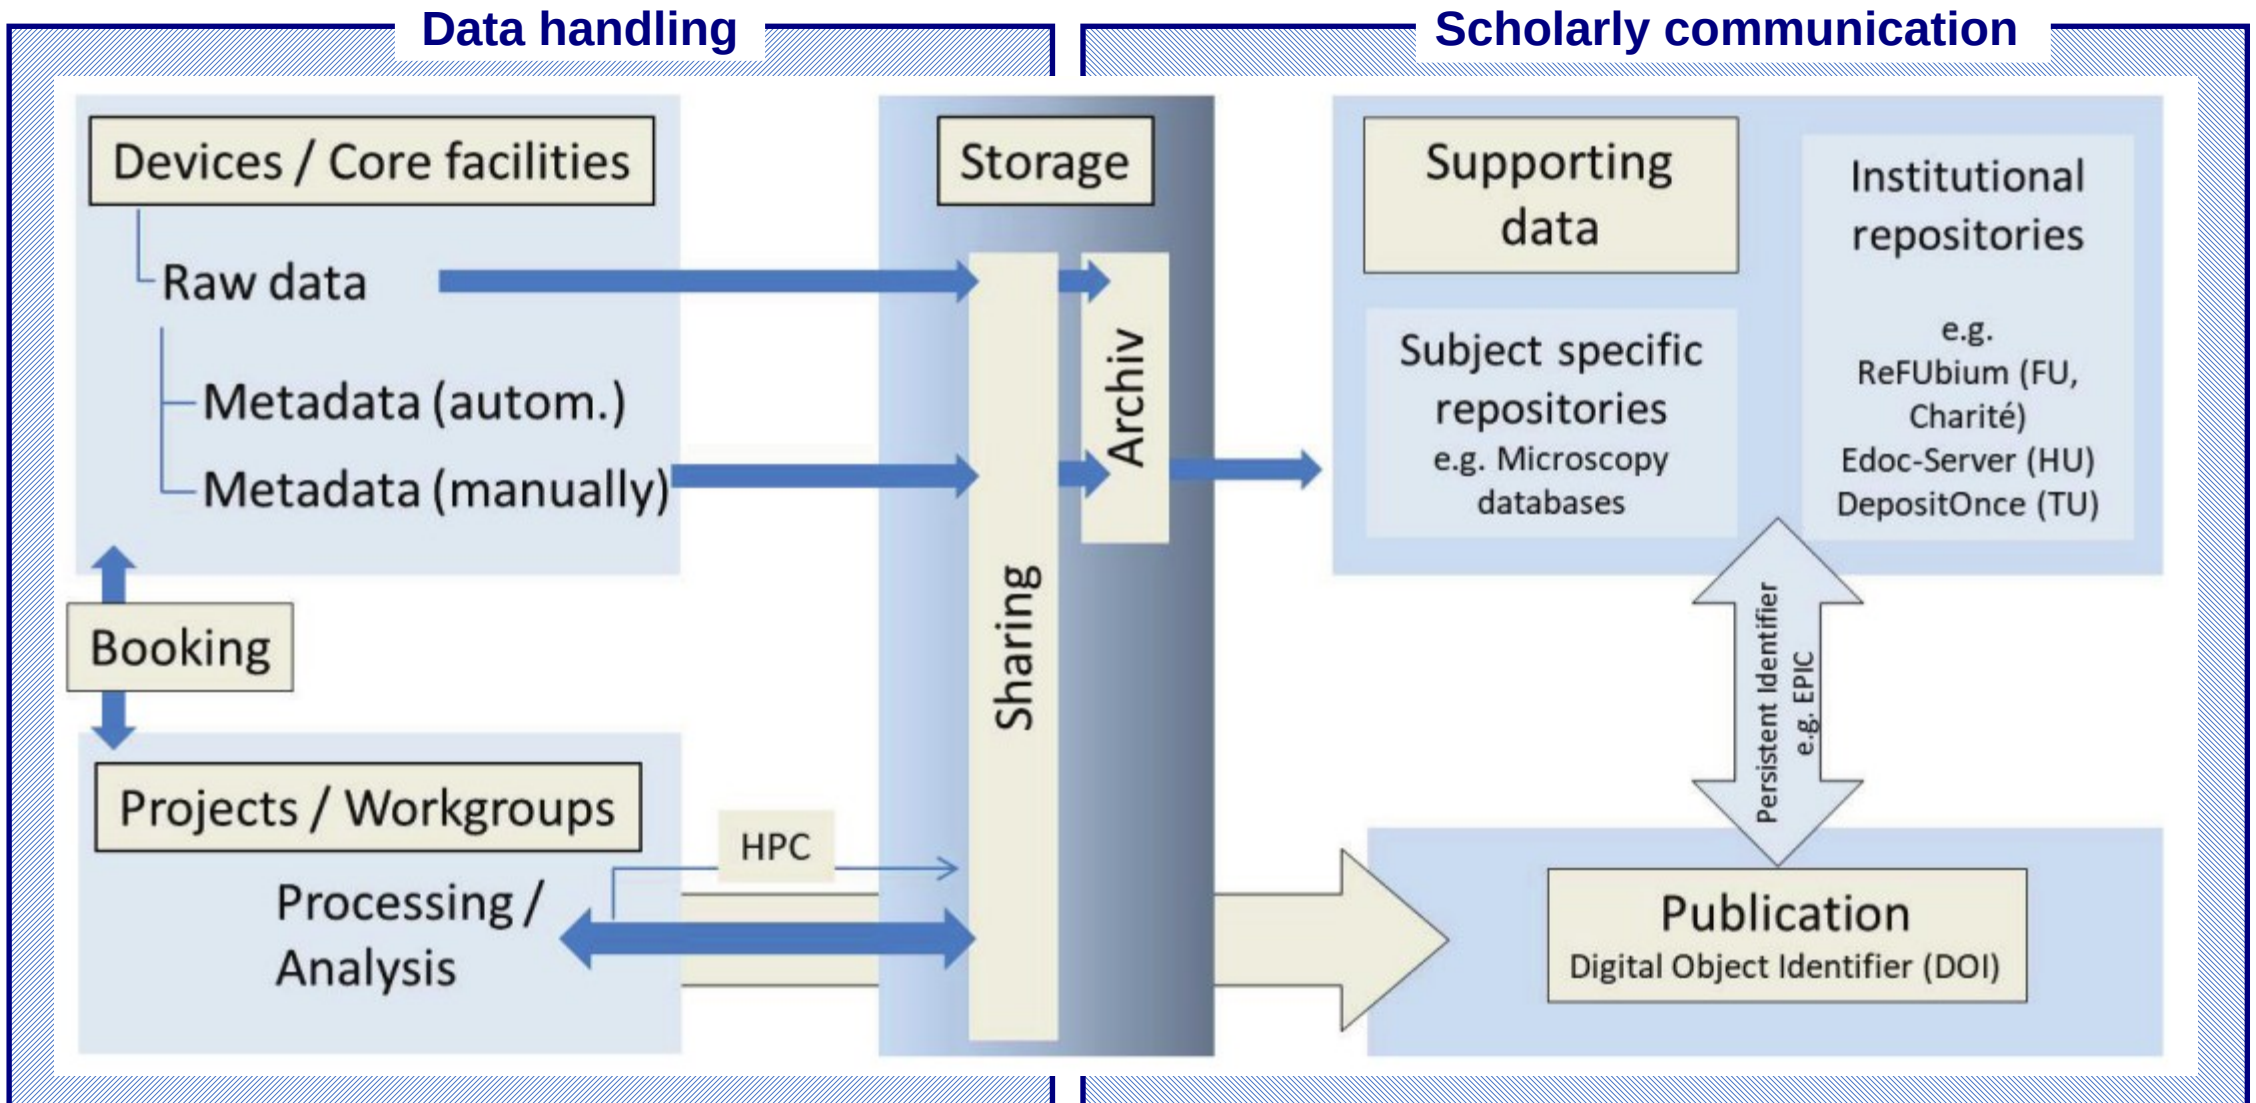 Data handling
Scholarly communication
Devices / Core facilities
Raw data
Metadata (autom.)
Metadata (manually)
Booking
Projects / Workgroups
Processing /
Analysis
HPC
Storage
Sharing
Archiv
Supporting
data
Subject specific
repositories
e.g. Microscopy
databases
Institutional
repositories
e.g.
ReFUbium (FU,
Charité)
Edoc-Server (HU)
DepositOnce (TU)
Persistent Identifier
e.g. EPIC
Publication
Digital Object Identifier (DOI)